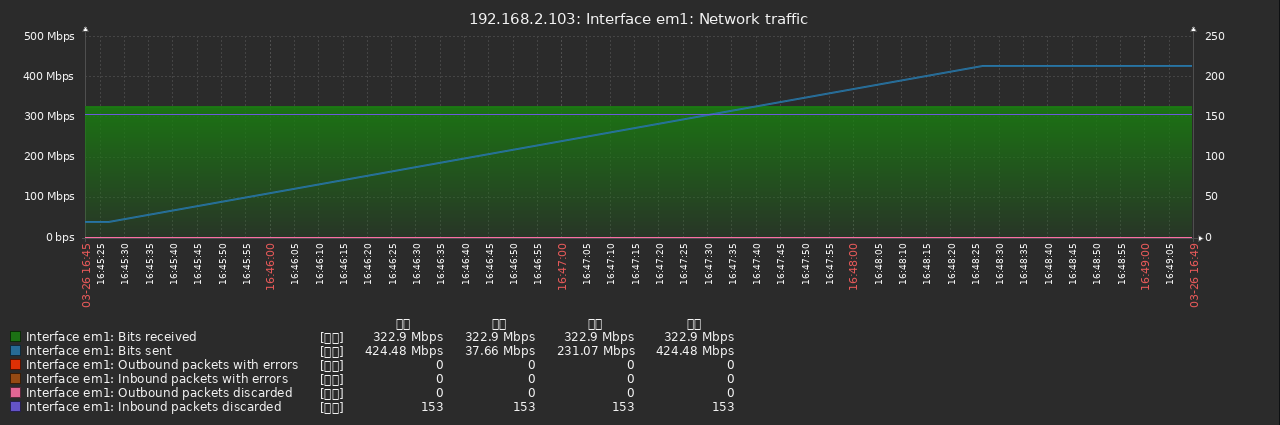 192.168.2.103: Interface em1: Network traffic
500 Mbps 250
400 Mbps 200
300 Mbps 150
200 Mbps 100
100 Mbps 50
0 bps 0
03-26 16:45 16:45:25 16:45:30 16:45:35 16:45:40 16:45:45 16:45:50 16:45:55 16:46:00 16:46:05 16:46:10 16:46:15 16:46:20 16:46:25 16:46:30 16:46:35 16:46:40 16:46:45 16:46:50 16:46:55 16:47:00 16:47:05 16:47:10 16:47:15 16:47:20 16:47:25 16:47:30 16:47:35 16:47:40 16:47:45 16:47:50 16:47:55 16:48:00 16:48:05 16:48:10 16:48:15 16:48:20 16:48:25 16:48:30 16:48:35 16:48:40 16:48:45 16:48:50 16:48:55 16:49:00 16:49:05 03-26 16:49
Interface em1: Bits received [ ] 322.9 Mbps 322.9 Mbps 322.9 Mbps 322.9 Mbps
Interface em1: Bits sent [ ] 424.48 Mbps 37.66 Mbps 231.07 Mbps 424.48 Mbps
Interface em1: Outbound packets with errors [ ] 0 0 0 0
Interface em1: Inbound packets with errors [ ] 0 0 0 0
Interface em1: Outbound packets discarded [ ] 0 0 0 0
Interface em1: Inbound packets discarded [ ] 153 153 153 153